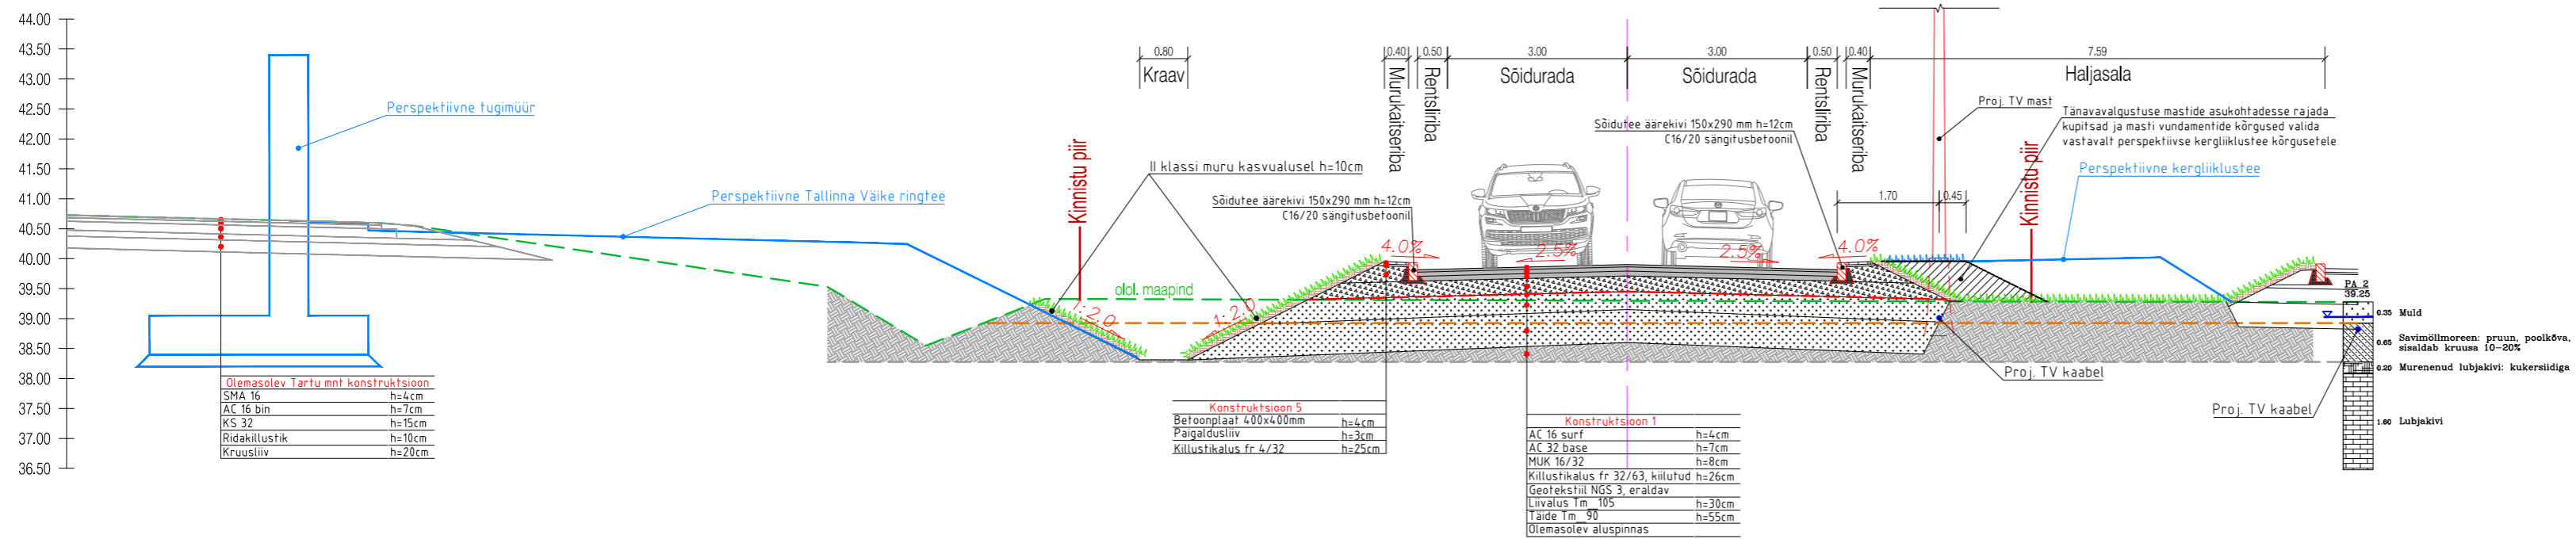 44.00
43.50
43.00
42.50
42.00
41.50
41.00
40.50
40.00
39.50
39.00
38.50
38.00
37.50
37.00
36.50
Perspektiivne tugimüür
Perspektiivne Tallinna Väike ringtee
Olemasolev Tartu mnt konstruktsioon
SMA 16 h=4cm
AC 16 bin h=7cm
KS 32 h=15cm
Ridakillustik h=10cm
Kruusliiv h=20cm
0.80
Kraav
0.40
Murukaitseriba
0.50
Rentsliriba
3.00
Sõidurada
3.00
Sõidurada
0.50
Rentsliriba
0.40
Murukaitseriba
7.59
Haljasala
Kinnistu piir
II klassi muru kasvualusel h=10cm
Sõidutee äärekivi 150x290 mm h=12cm
C16/20 sängitusbetoonil
Sõidutee äärekivi 150x290 mm h=12cm
C16/20 sängitusbetoonil
Proj. TV mast
Tänavavalgustuse mastide asukohtadesse rajada
kupitsad ja masti vundamentide kõrgused valida
vastavalt perspektiivse kergliiklustee kõrgusetele
Kinnistu piir
Perspektiivne kergliiklustee
1.70
0.45
4.0%
2.5%
2.5%
4.0%
olol. maapind
1:2.0
1:2.0
Konstruktsioon 5
Betoonplaat 400x400mm h=4cm
Paigaldusliiv h=3cm
Killustikalus fr 4/32 h=25cm
Konstruktsioon 1
AC 16 surf h=4cm
AC 32 base h=7cm
MUK 16/32 h=8cm
Killustikalus fr 32/63, kiilutud h=26cm
Geotekstiil NGS 3, eraldav
Liivalus Tm_105 h=30cm
Täide Tm_90 h=55cm
Olemasolev aluspinnas
Proj. TV kaabel
Proj. TV kaabel
PA 2
39.25
0.35 Muld
0.65 Savimöllmoreen: pruun, poolkõva,
sisaldab kruusa 10-20%
0.20 Murenenud lubjakivi: kukersiidiga
1.60 Lubjakivi